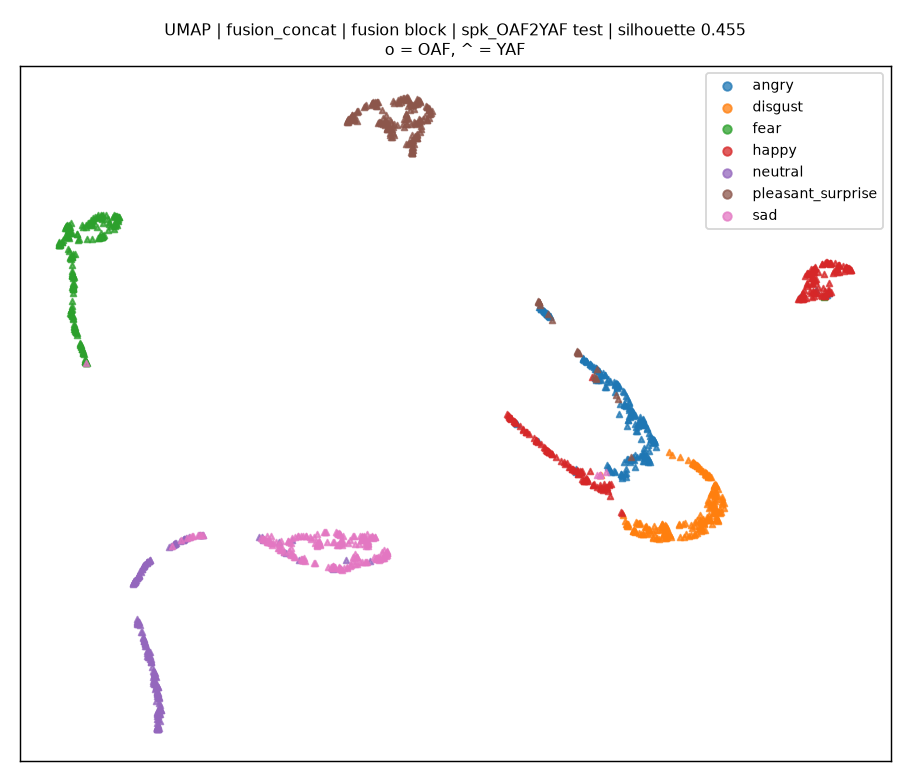 UMAP | fusion_concat | fusion block | spk_OAF2YAF test | silhouette 0.455
o = OAF, ^ = YAF
angry
disgust
fear
happy
neutral
pleasant_surprise
sad